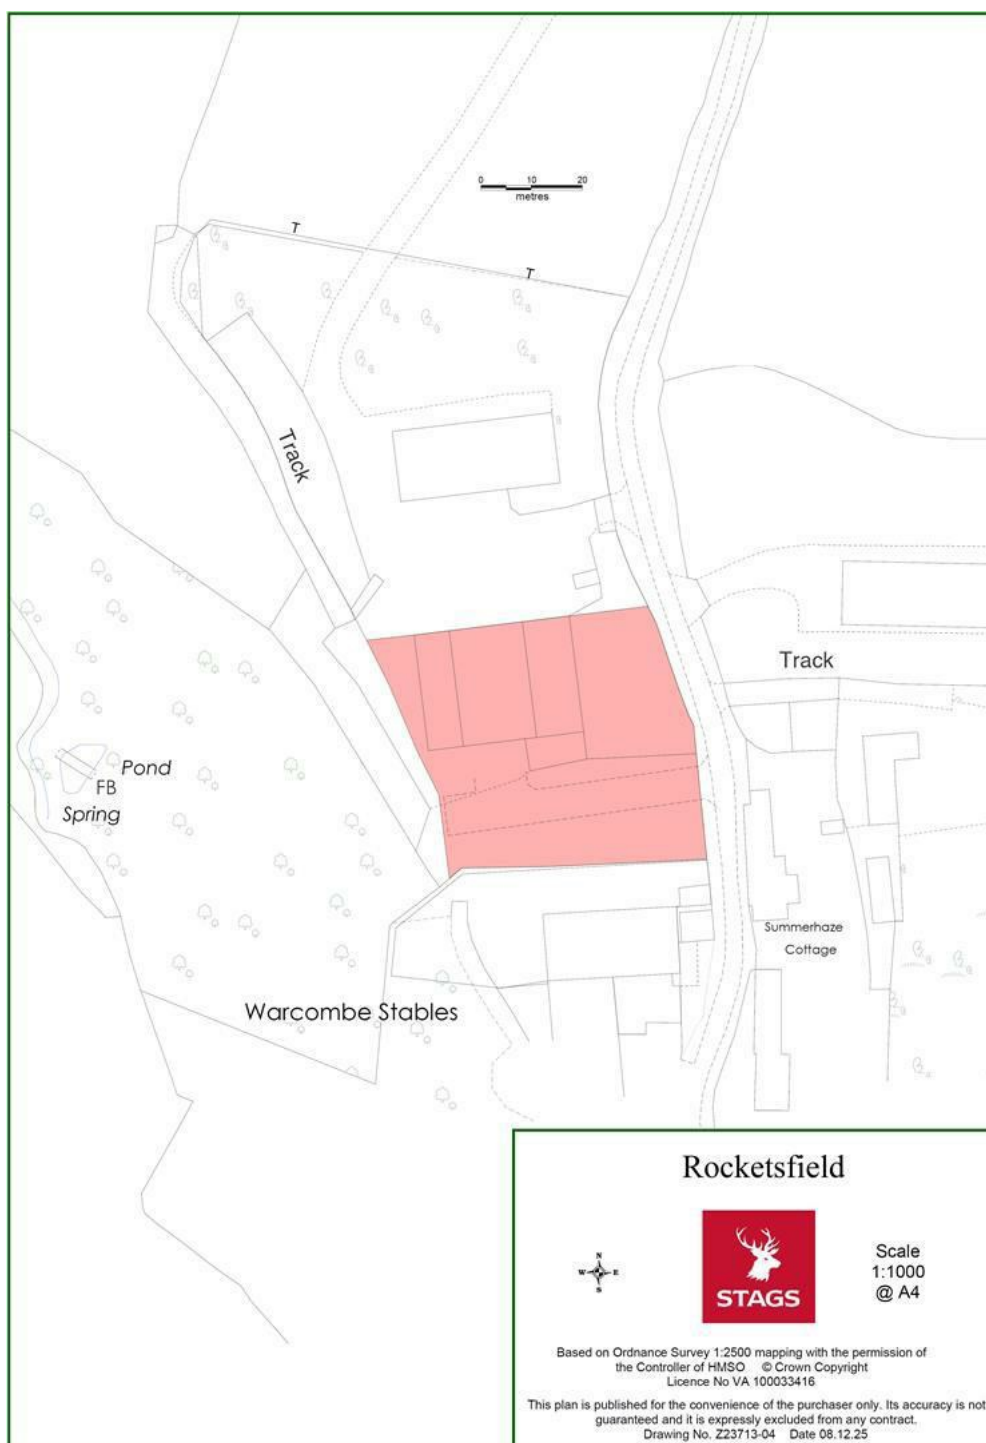 0 10 20
metres
T
T
Track
Track
Pond
FB
Spring
Summerhaze
Cottage
Warcombe Stables
Rocketsfield
N
W E
S
STAGS
Scale
1:1000
@ A4
Based on Ordnance Survey 1:2500 mapping with the permission of
the Controller of HMSO © Crown Copyright
Licence No VA 100033416
This plan is published for the convenience of the purchaser only. Its accuracy is not
guaranteed and it is expressly excluded from any contract.
Drawing No. Z23713-04 Date 08.12.25